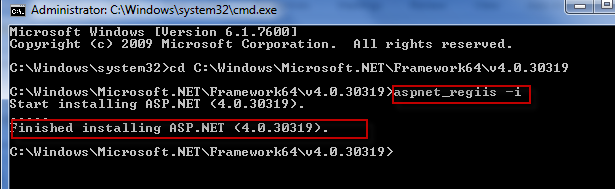 Administrator: C:\Windows\system32\cmd.exe
Microsoft Windows [Version 6.1.7600]
Copyright (c) 2009 Microsoft Corporation.  All rights reserved.
C:\Windows\system32>cd C:\Windows\Microsoft.NET\Framework64\v4.0.30319
C:\Windows\Microsoft.NET\Framework64\v4.0.30319>aspnet_regiis -i
Start installing ASP.NET (4.0.30319).
.....
Finished installing ASP.NET (4.0.30319).
C:\Windows\Microsoft.NET\Framework64\v4.0.30319>